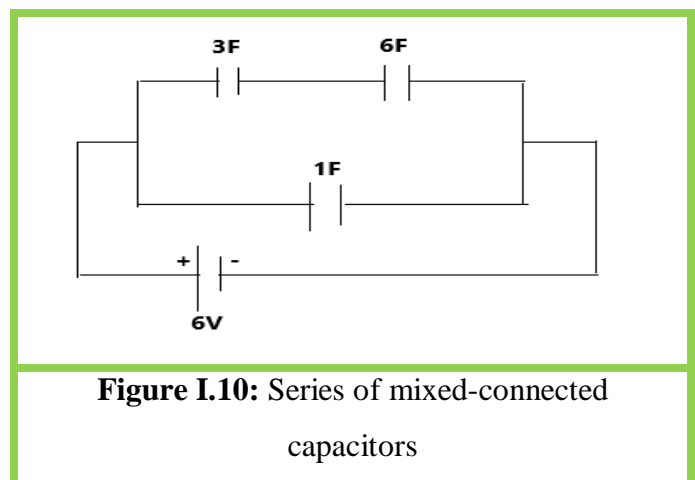 3F 6F
1F
+ -
6V
Figure I.10: Series of mixed-connected
capacitors